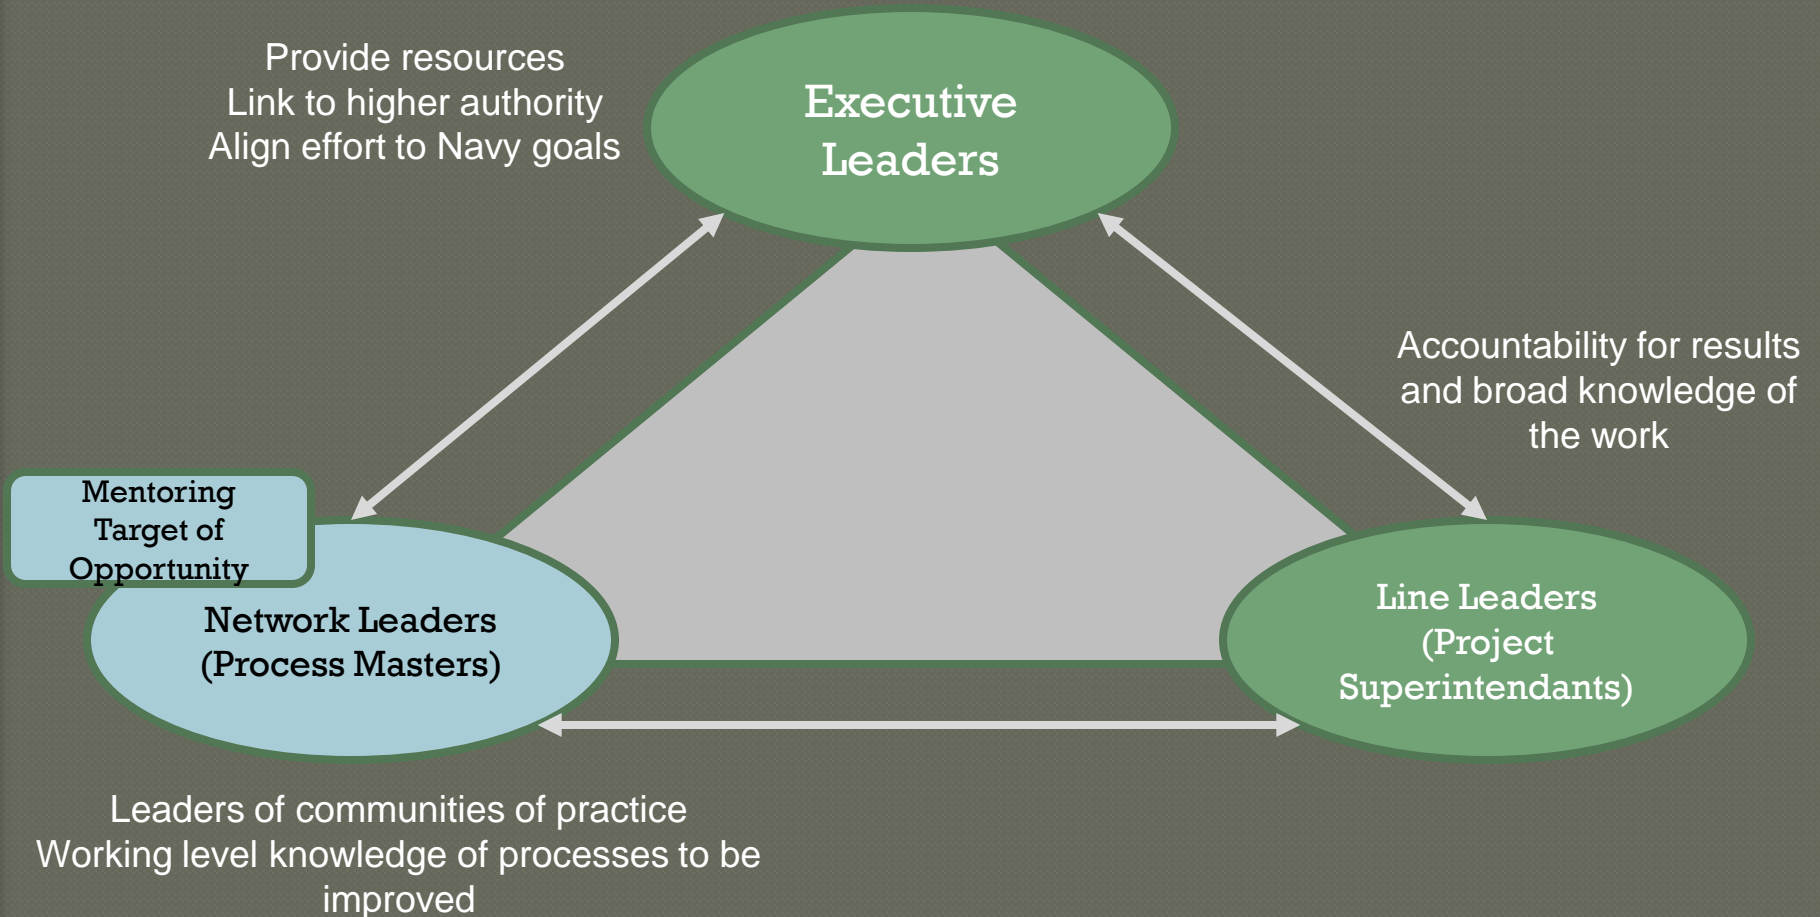 Provide resources
Link to higher authority
Align effort to Navy goals
Executive
Leaders
Accountability for results
and broad knowledge of
the work
Mentoring
Target of
Opportunity
Network Leaders
(Process Masters)
Line Leaders
(Project
Superintendants)
Leaders of communities of practice
Working level knowledge of processes to be
improved